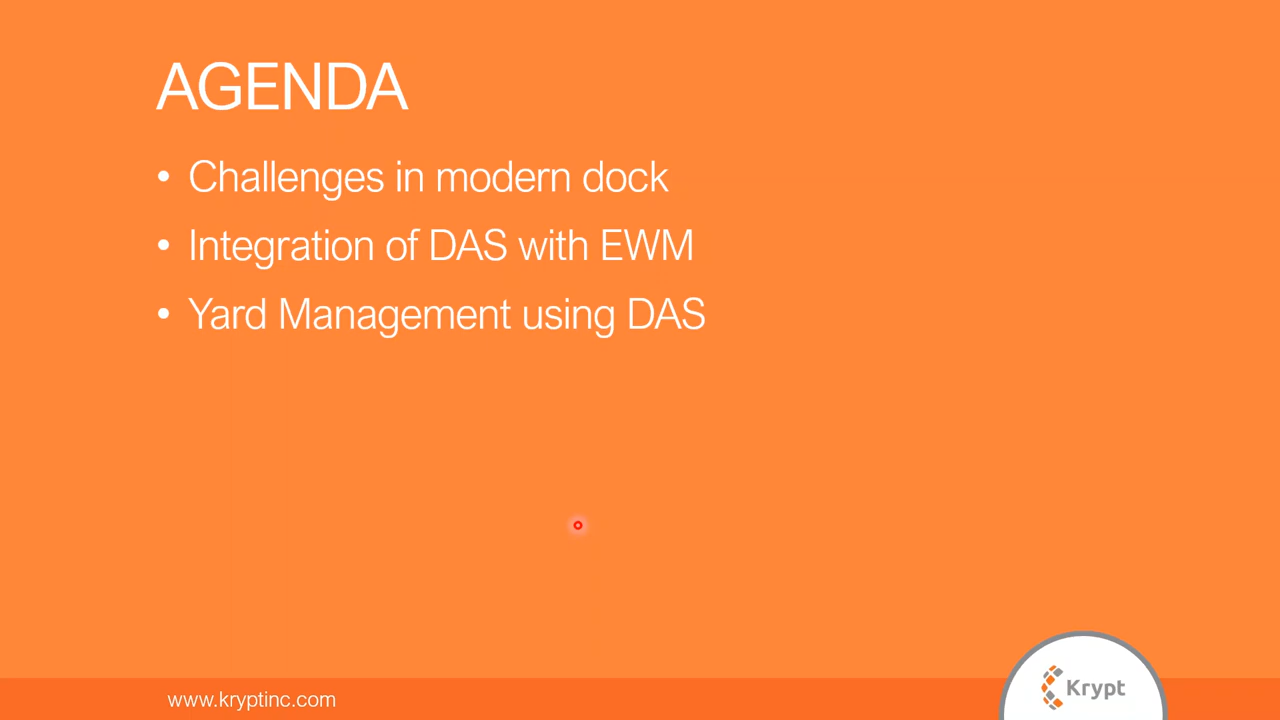 AGENDA
• Challenges in modern dock
• Integration of DAS with EWM
• Yard Management using DAS
www.kryptinc.com
Krypt